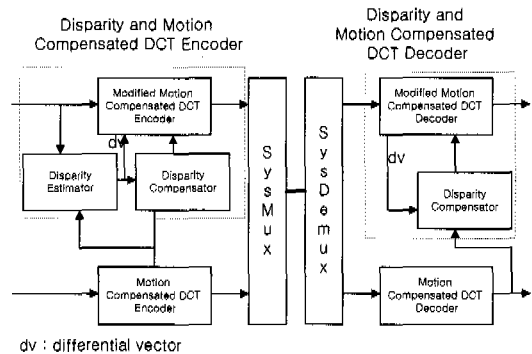 Disparity and Motion
Compensated DCT Encoder
Disparity and
Motion Compensated
DCT Decoder
Modified Motion
Compensated DCT
Encoder
dv
Disparity
Estimator
Disparity
Compensator
Motion
Compensated DCT
Encoder
SysMux
SysDemux
Modified Motion
Compensated DCT
Decoder
dv
Disparity
Compensator
Motion
Compensated DCT
Decoder
dv : differential vector